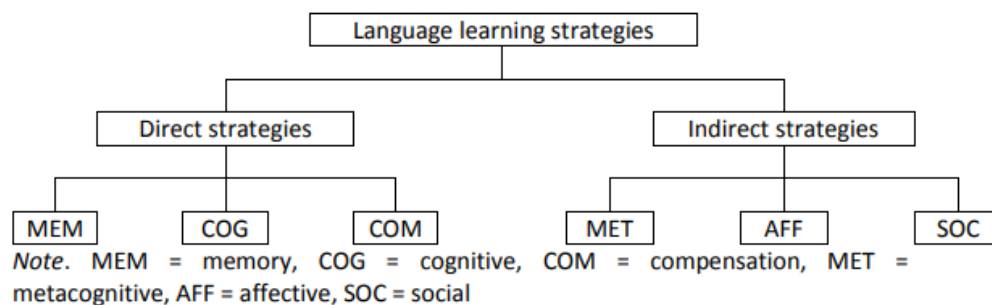 Language learning strategies
Direct strategies
Indirect strategies
MEM
COG
COM
MET
AFF
SOC
Note. MEM = memory, COG = cognitive, COM = compensation, MET =
metacognitive, AFF = affective, SOC = social